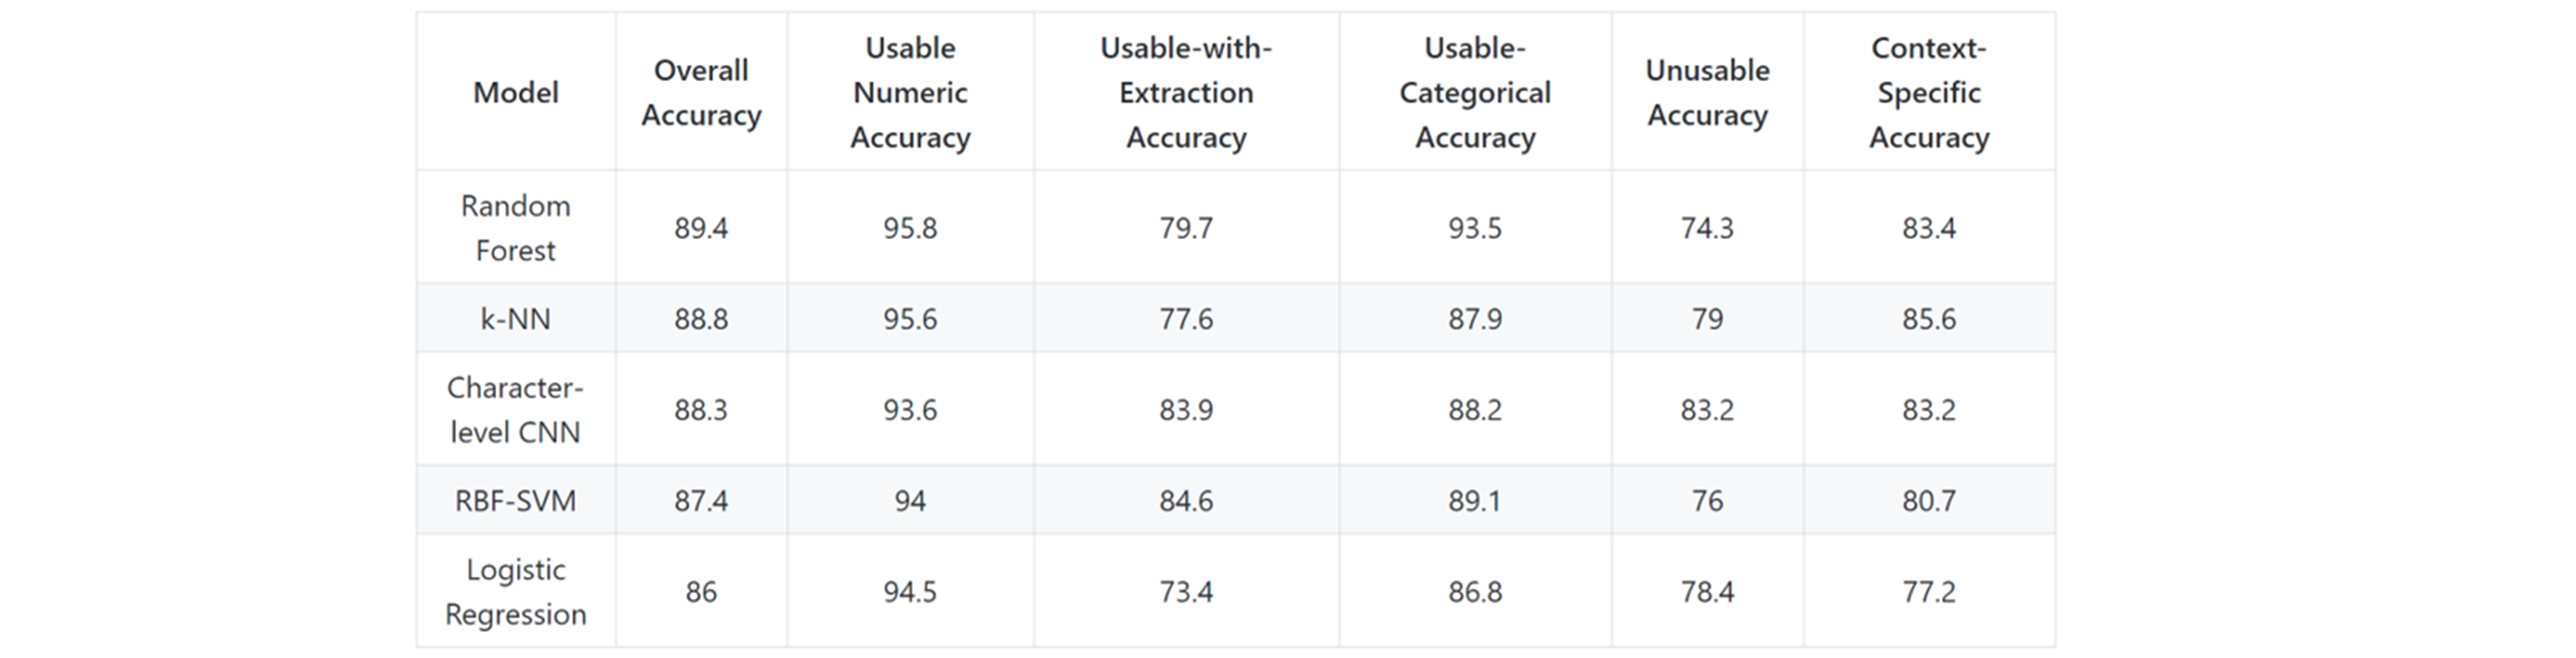 Model Overall Accuracy Usable Numeric Accuracy Usable-with-Extraction Accuracy Usable-Categorical Accuracy Unusable Accuracy Context-Specific Accuracy
Random Forest 89.4 95.8 79.7 93.5 74.3 83.4
k-NN 88.8 95.6 77.6 87.9 79 85.6
Character-level CNN 88.3 93.6 83.9 88.2 83.2 83.2
RBF-SVM 87.4 94 84.6 89.1 76 80.7
Logistic Regression 86 94.5 73.4 86.8 78.4 77.2